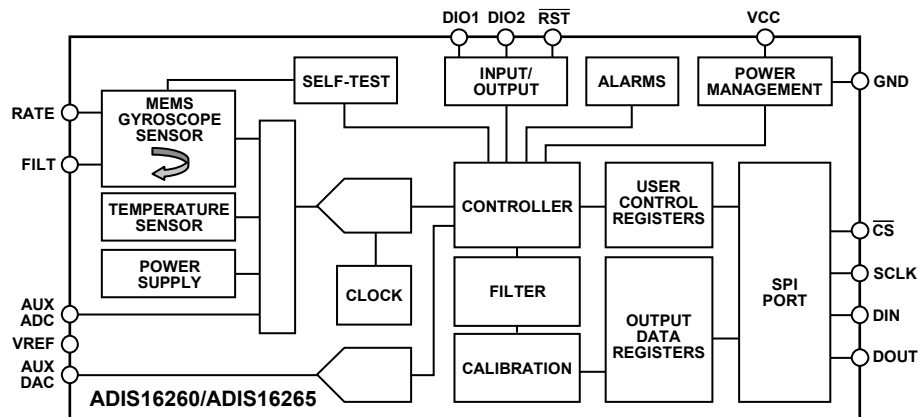 DIO1 DIO2 RST VCC
SELF-TEST
INPUT/
OUTPUT
ALARMS
POWER
MANAGEMENT
GND
RATE
MEMS
GYROSCOPE
SENSOR
FILT
TEMPERATURE
SENSOR
CONTROLLER
USER
CONTROL
REGISTERS
CS
POWER
SUPPLY
CLOCK
FILTER
SPI
PORT
SCLK
AUX
ADC
OUTPUT
DATA
REGISTERS
DIN
VREF
DOUT
AUX
DAC
CALIBRATION
ADIS16260/ADIS16265